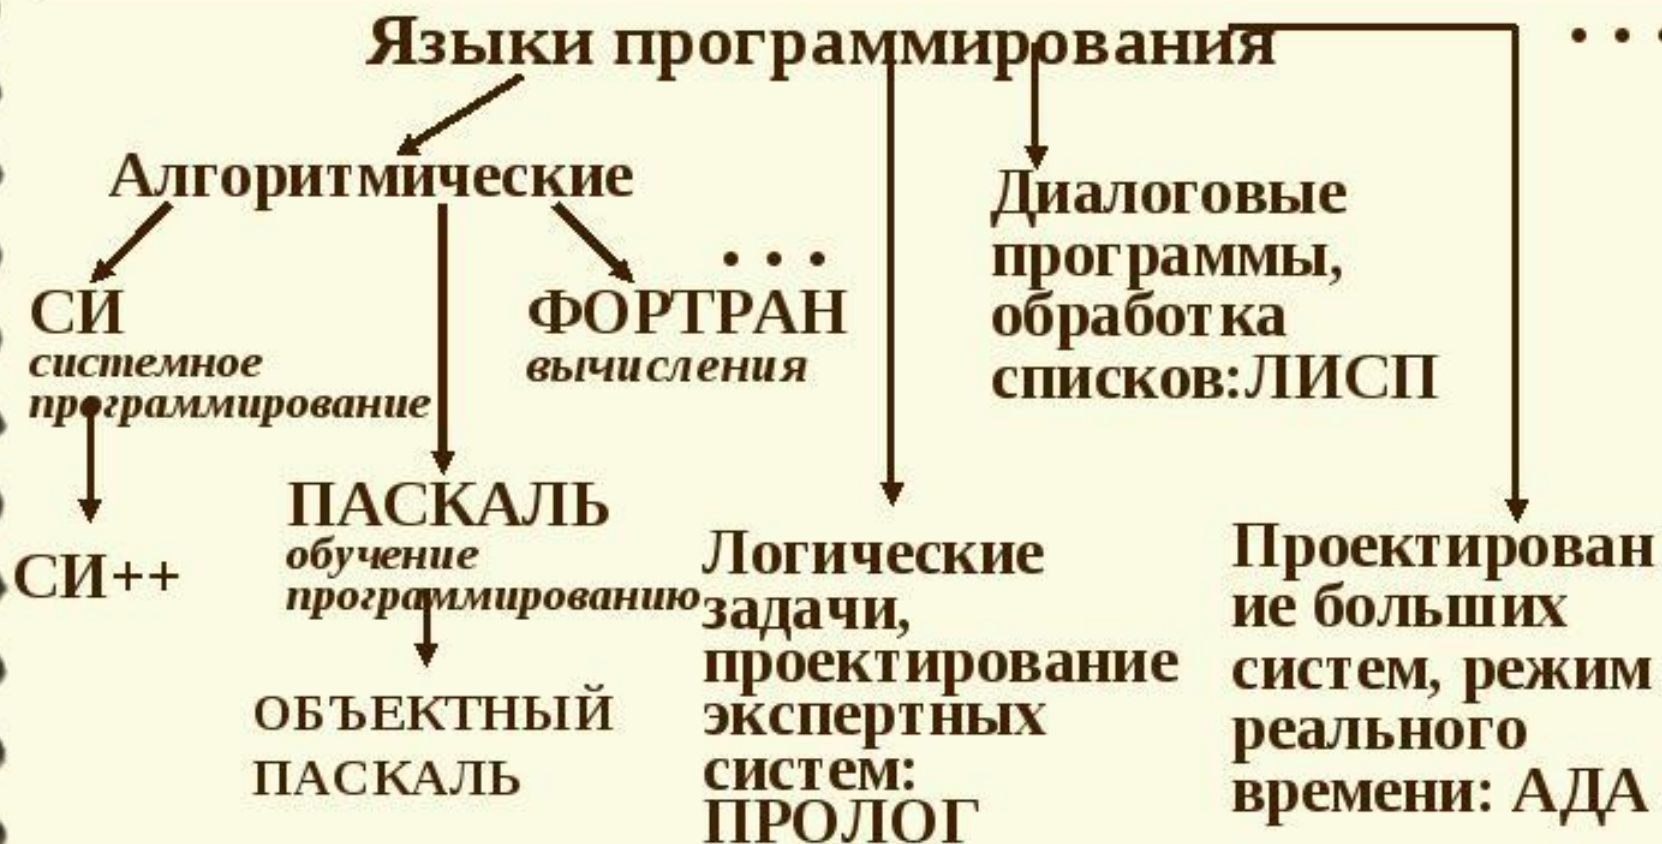 Языки программирования
. . .
Алгоритмические
СИ
системное
программирование
СИ++
ПАСКАЛЬ
обучение
программированию
ОБЪЕКТНЫЙ
ПАСКАЛЬ
. . .
ФОРТРАН
вычисления
Логические
задачи,
проектирование
экспертных
систем:
ПРОЛОГ
Диалоговые
программы,
обработка
списков:ЛИСП
Проектирован
ие больших
систем, режим
реального
времени: АДА